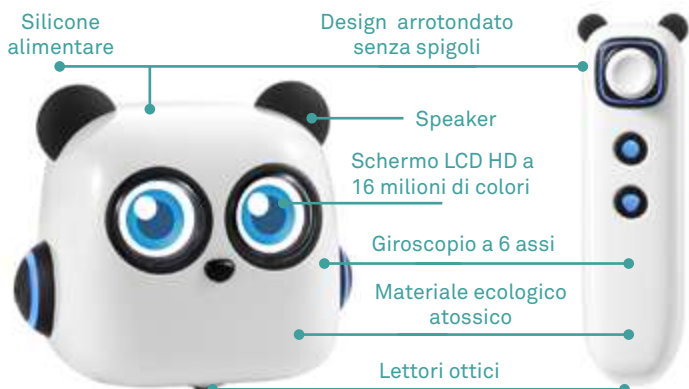 Silicone
alimentare
Design arrotondato
senza spigoli
Speaker
Schermo LCD HD a
16 milioni di colori
Giroscopio a 6 assi
Materiale ecologico
atossico
Lettori ottici